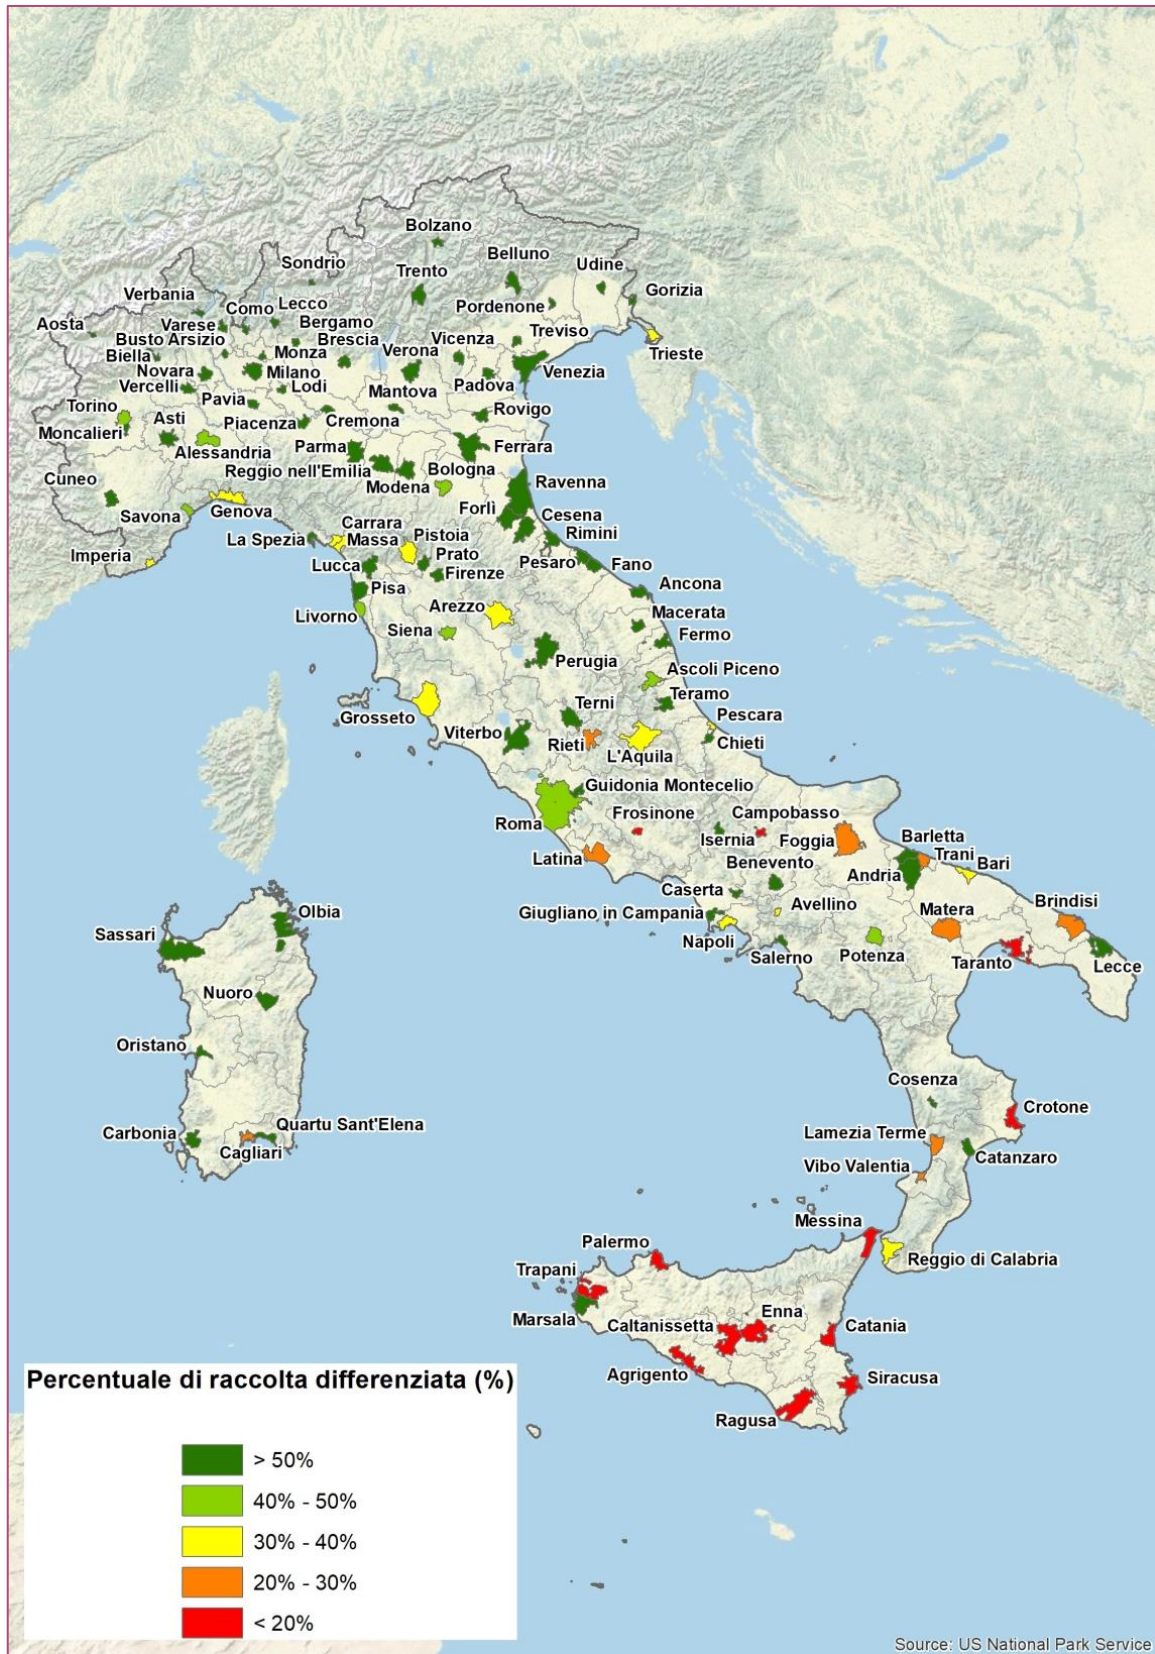 Bolzano
Belluno
Sondrio
Trento
Udine
Verbania
Lecco
Pordenone
Gorizia
Como
Aosta
Varese
Bergamo
Treviso
Busto Arsizio
Brescia
Vicenza
Trieste
Biella
Monza
Verona
Venezia
Novara
Milano
Padova
Vercelli
Lodi
Mantova
Torino
Pavia
Asti
Piacenza
Cremona
Rovigo
Moncalieri
Alessandria
Parma
Ferrara
Reggio nell'Emilia
Bologna
Cuneo
Modena
Ravenna
Savona
Genova
Forlì
Cesena
Carrara
Pistoia
Rimini
La Spezia
Massa
Imperia
Prato
Pesaro
Fano
Lucca
Firenze
Pisa
Ancona
Arezzo
Livorno
Macerata
Siena
Fermo
Perugia
Ascoli Piceno
Teramo
Terni
Grosseto
Pescara
Viterbo
Rieti
L'Aquila
Chieti
Guidonia Montecelio
Roma
Frosinone
Campobasso
Isernia
Foggia
Barletta
Latina
Trani
Benevento
Bari
Andria
Caserta
Brindisi
Olbia
Giugliano in Campania
Avellino
Matera
Sassari
Napoli
Salerno
Potenza
Taranto
Lecce
Nuoro
Oristano
Cosenza
Crotone
Carbonia
Quartu Sant'Elena
Lamezia Terme
Cagliari
Catanzaro
Vibo Valentia
Messina
Palermo
Reggio di Calabria
Trapani
Enna
Marsala
Caltanissetta
Catania
Agrigento
Siracusa
Ragusa
Percentuale di raccolta differenziata (%)
> 50%
40% - 50%
30% - 40%
20% - 30%
< 20%
Source: US National Park Service